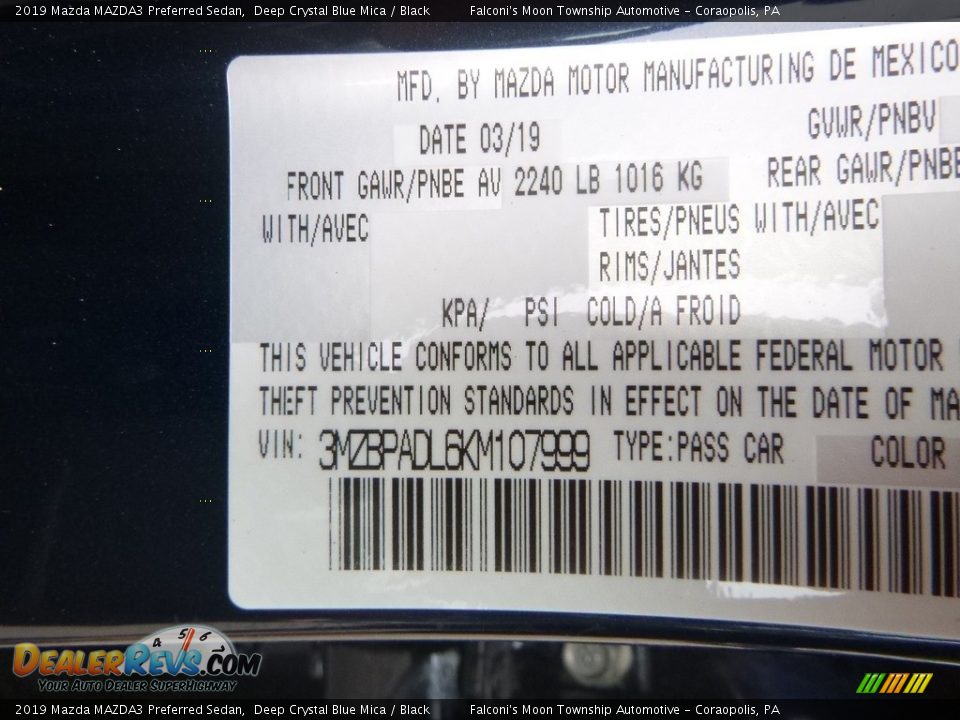 2019 Mazda MAZDA3 Preferred Sedan, Deep Crystal Blue Mica / Black Falconi's Moon Township Automotive - Coraopolis, PA
MFD. BY MAZDA MOTOR MANUFACTURING DE MEXICO
DATE 03/19 GVWR/PNBV
FRONT GAWR/PNBE AV 2240 LB 1016 KG REAR GAWR/PNBE
WITH/AVEC TIRES/PNEUS WITH/AVEC
RIMS/JANTES
KPA/ PSI COLD/A FROID
THIS VEHICLE CONFORMS TO ALL APPLICABLE FEDERAL MOTOR
THEFT PREVENTION STANDARDS IN EFFECT ON THE DATE OF MA
VIN: 3MZBPADL6KM107999 TYPE:PASS CAR COLOR
4 5 6
DEALERREVS.COM
YOUR AUTO DEALER SUPERHIGHWAY
2019 Mazda MAZDA3 Preferred Sedan, Deep Crystal Blue Mica / Black Falconi's Moon Township Automotive - Coraopolis, PA